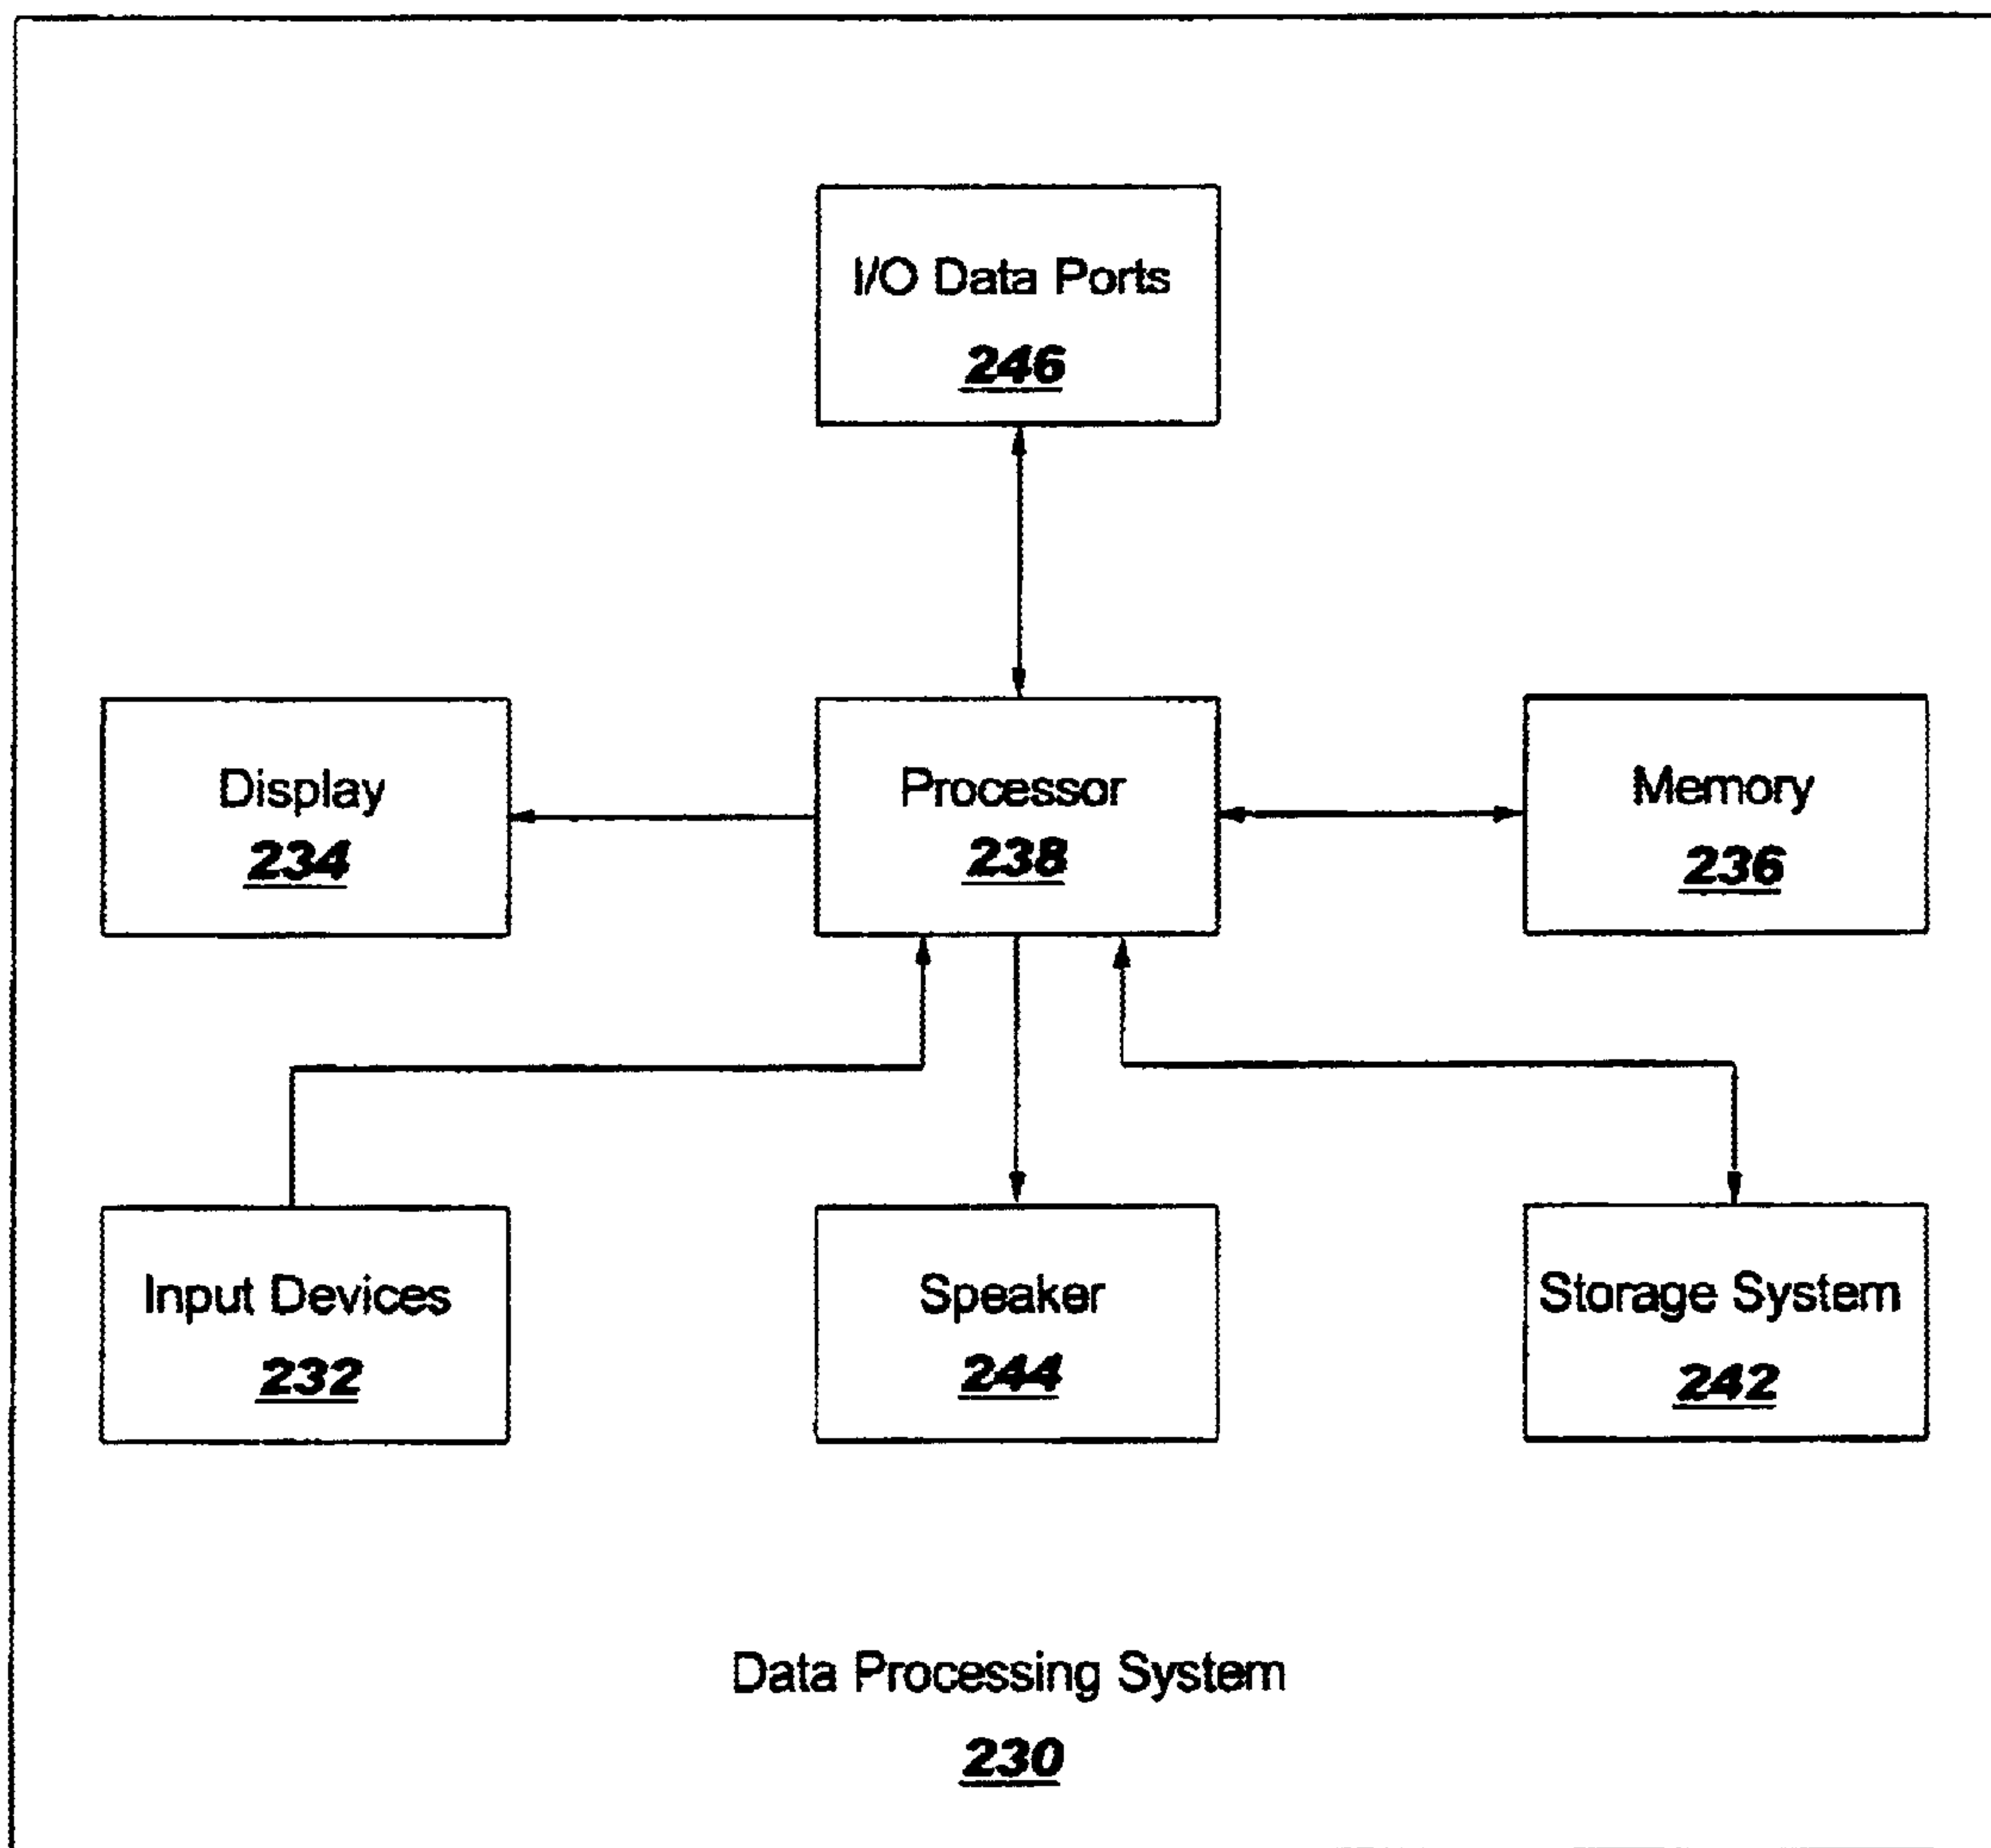 I/O Data Ports
246
Display
234
Processor
238
Memory
236
Input Devices
232
Speaker
244
Storage System
242
Data Processing System
230